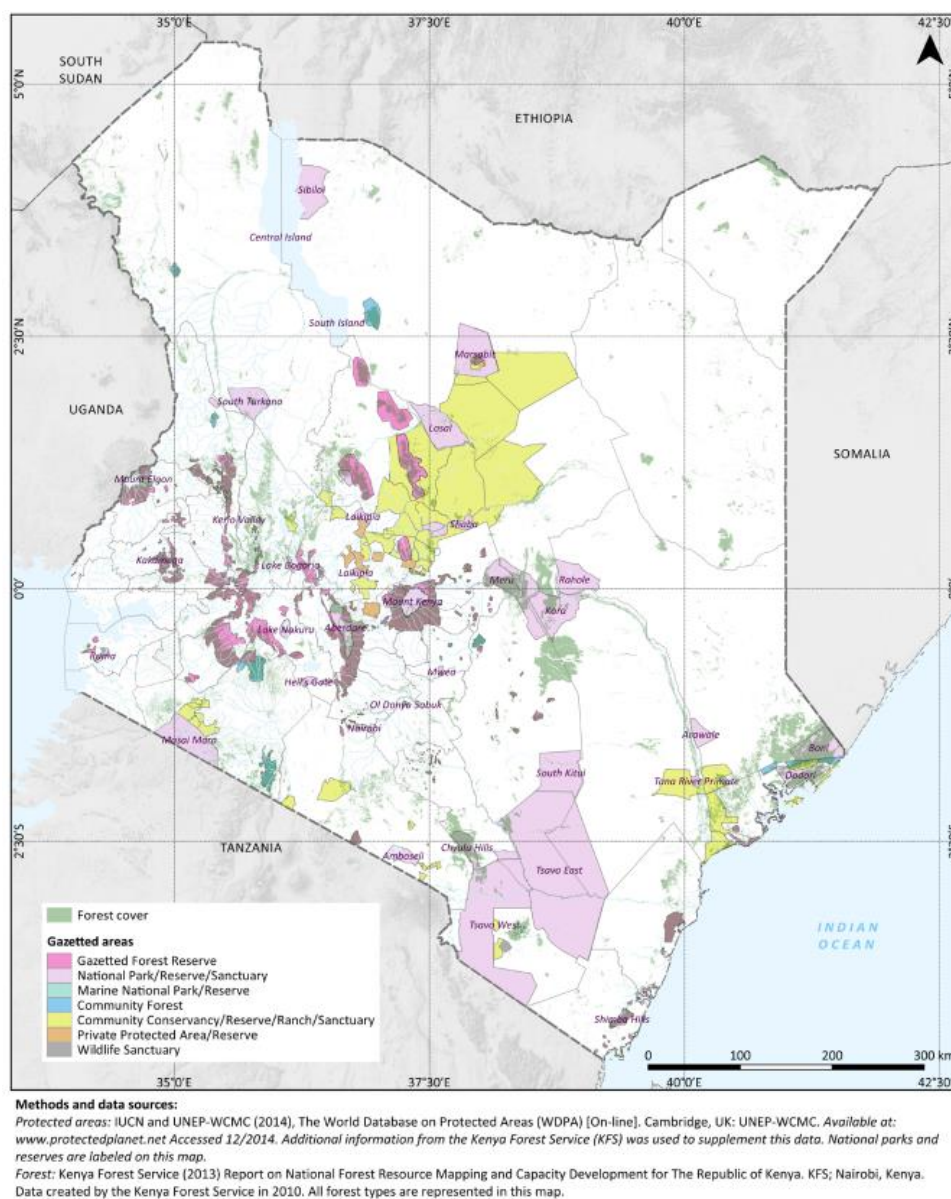 35°0'E 37°30'E 40°0'E 42°30'E
SOUTH
SUDAN
5°0'N 5°0'N
ETHIOPIA
Sibiloi
Central Island
South Island
2°30'N
Marsabit
UGANDA
South Turkana
Losai
SOMALIA
Mount Elgon
Kerio Valley
Laikipia
Shaba
Kakamega
Lake Bogoria
Laikipia
Meru
Rahole
0°0'
Mount Kenya
Kora
Lake Nakuru
Aberdare
Ruma
Mwea
Hell's Gate
Ol Donyo Sabuk
Nairobi
Arawale
Masai Mara
Boni
South Kitui
Tana River Primate
Dodori
2°30'S
TANZANIA
Chyulu Hills
Amboseli
Tsavo East
Tsavo West
INDIAN
OCEAN
Shimba Hills
Forest cover
Gazetted areas
Gazetted Forest Reserve
National Park/Reserve/Sanctuary
Marine National Park/Reserve
Community Forest
Community Conservancy/Reserve/Ranch/Sanctuary
Private Protected Area/Reserve
Wildlife Sanctuary
0 100 200 300 km
35°0'E 37°30'E 40°0'E 42°30'E
Methods and data sources:
Protected areas: IUCN and UNEP-WCMC (2014), The World Database on Protected Areas (WDPA) [On-line]. Cambridge, UK: UNEP-WCMC. Available at:
www.protectedplanet.net Accessed 12/2014. Additional information from the Kenya Forest Service (KFS) was used to supplement this data. National parks and
reserves are labeled on this map.
Forest: Kenya Forest Service (2013) Report on National Forest Resource Mapping and Capacity Development for The Republic of Kenya. KFS; Nairobi, Kenya.
Data created by the Kenya Forest Service in 2010. All forest types are represented in this map.